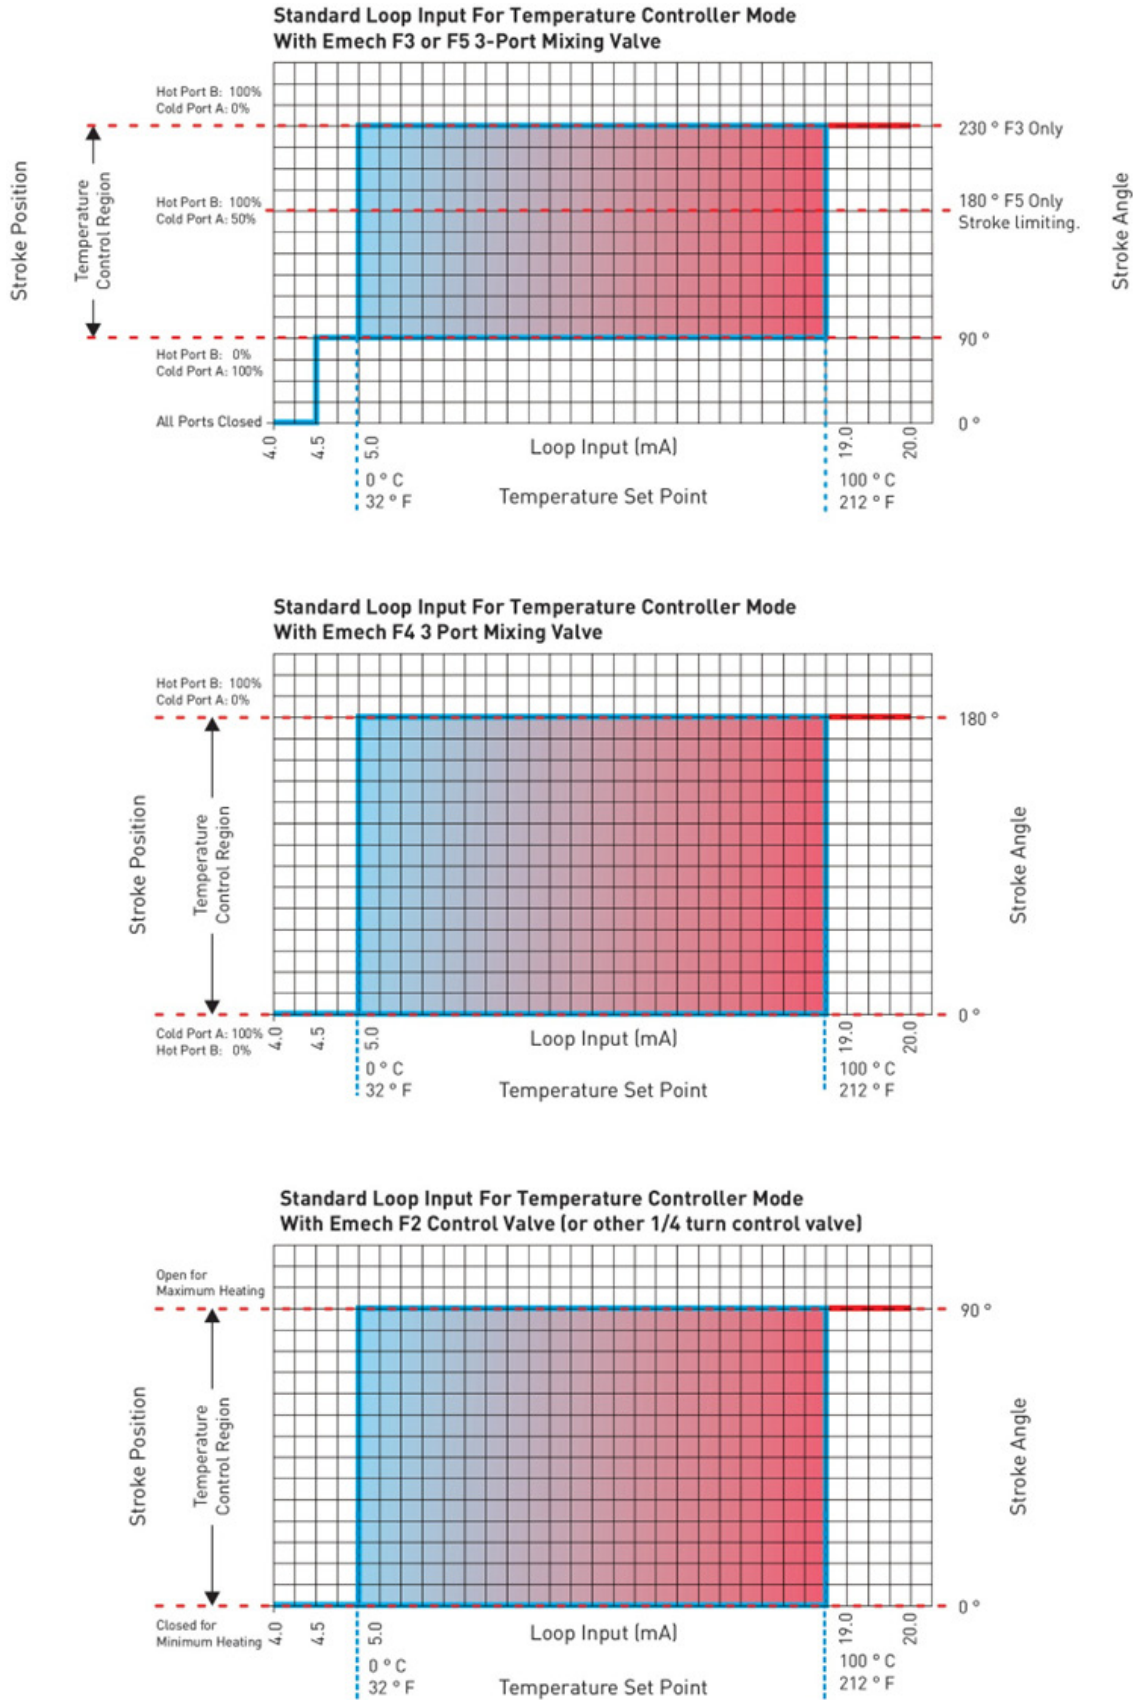 Standard Loop Input For Temperature Controller Mode
With Emech F3 or F5 3-Port Mixing Valve
Hot Port B: 100%
Cold Port A: 0%
230 ° F3 Only
Stroke Position
Temperature
Control Region
Hot Port B: 100%
Cold Port A: 50%
180 ° F5 Only
Stroke limiting.
Stroke Angle
90 °
Hot Port B: 0%
Cold Port A: 100%
All Ports Closed
0 °
4.0
4.5
5.0
Loop Input (mA)
19.0
20.0
0 ° C
32 ° F
Temperature Set Point
100 ° C
212 ° F
Standard Loop Input For Temperature Controller Mode
With Emech F4 3 Port Mixing Valve
Hot Port B: 100%
Cold Port A: 0%
180 °
Stroke Position
Temperature
Control Region
Stroke Angle
0 °
Cold Port A: 100%
Hot Port B: 0%
4.0
4.5
5.0
Loop Input (mA)
19.0
20.0
0 ° C
32 ° F
Temperature Set Point
100 ° C
212 ° F
Standard Loop Input For Temperature Controller Mode
With Emech F2 Control Valve (or other 1/4 turn control valve)
Open for
Maximum Heating
90 °
Stroke Position
Temperature
Control Region
Stroke Angle
0 °
Closed for
Minimum Heating
4.0
4.5
5.0
Loop Input (mA)
19.0
20.0
0 ° C
32 ° F
Temperature Set Point
100 ° C
212 ° F